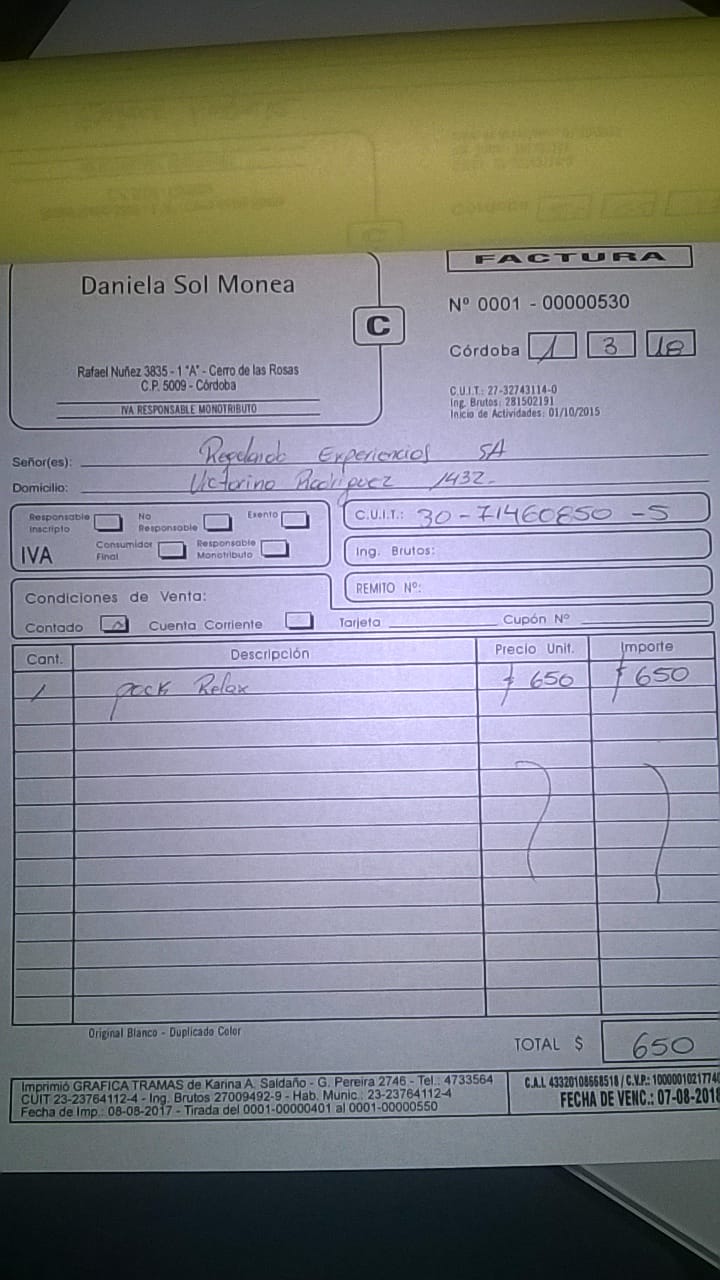 Daniela Sol Monea
Rafael Nuñez 3835 - 1 "A" - Cerro de las Rosas
C.P. 5009 - Córdoba
IVA RESPONSABLE MONOTRIBUTO
C
FACTURA
Nº 0001 - 00000530
Córdoba 1 3 18
C.U.I.T.: 27-32743114-0
Ing. Brutos: 281502191
Inicio de Actividades: 01/10/2015
Señor(es): Regalando Experiencias SA
Domicilio: Victorino Rodriguez 1432.-
Responsable Inscripto
No Responsable
Exento
IVA
Consumidor Final
Responsable Monotributo
C.U.I.T.: 30-71460850-5
Ing. Brutos:
REMITO Nº:
Condiciones de Venta:
Contado Cuenta Corriente Tarjeta Cupón Nº
Cant. Descripción Precio Unit. Importe
1 pack Relax $ 650 $ 650
Original Blanco - Duplicado Color
TOTAL $ 650
Imprimió GRAFICA TRAMAS de Karina A. Saldaño - G. Pereira 2746 - Tel.: 4733564
CUIT 23-23764112-4 - Ing. Brutos 27009492-9 - Hab. Munic.: 23-23764112-4
Fecha de Imp.: 08-08-2017 - Tirada del 0001-00000401 al 0001-00000550
C.A.I. 43320108668518 / C.V.P.: 1000001021774
FECHA DE VENC.: 07-08-2018